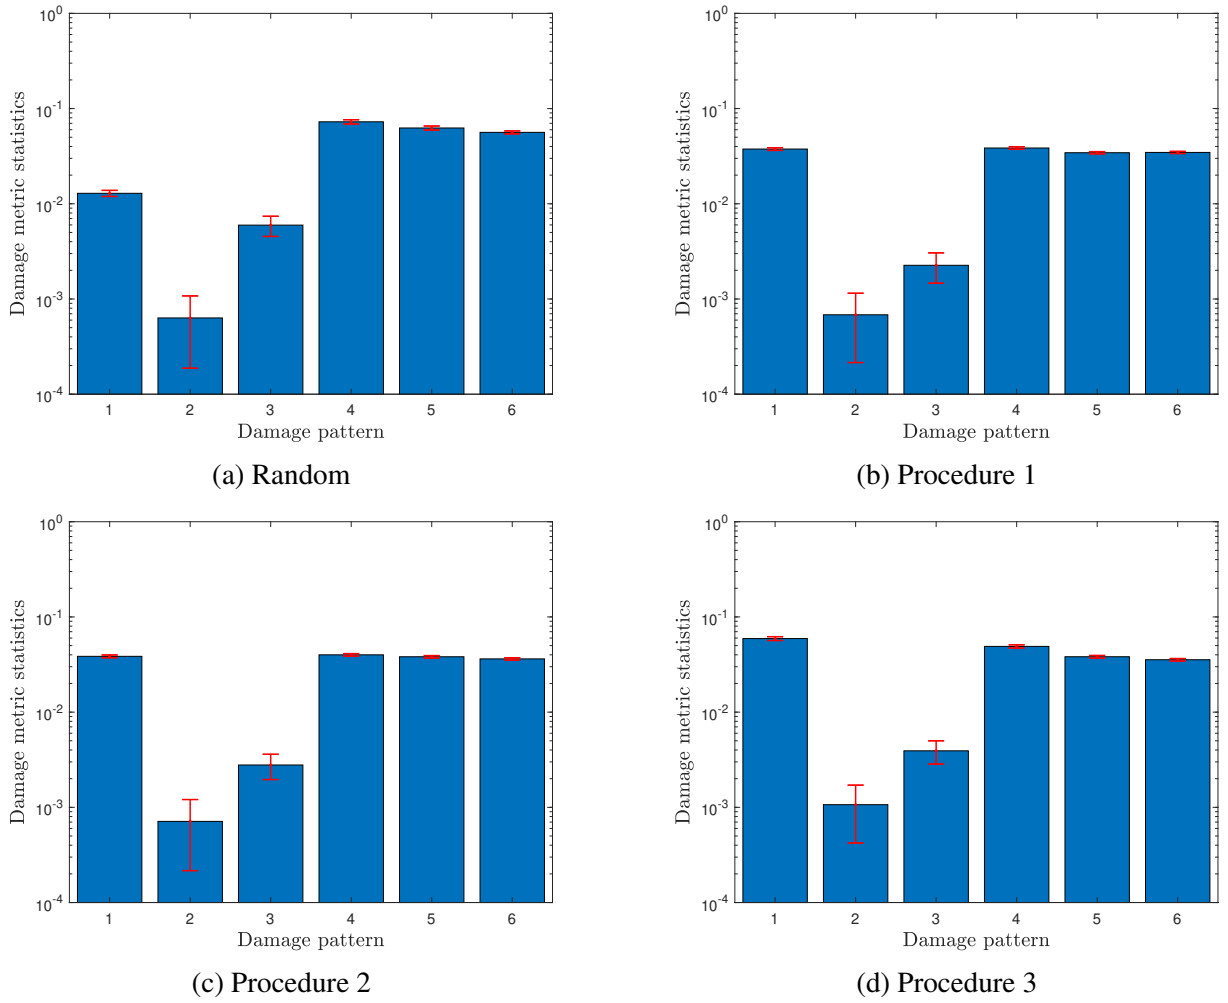 10^0
10^-1
10^-2
10^-3
10^-4
Damage metric statistics
1 2 3 4 5 6
Damage pattern
(a) Random
10^0
10^-1
10^-2
10^-3
10^-4
Damage metric statistics
1 2 3 4 5 6
Damage pattern
(b) Procedure 1
10^0
10^-1
10^-2
10^-3
10^-4
Damage metric statistics
1 2 3 4 5 6
Damage pattern
(c) Procedure 2
10^0
10^-1
10^-2
10^-3
10^-4
Damage metric statistics
1 2 3 4 5 6
Damage pattern
(d) Procedure 3